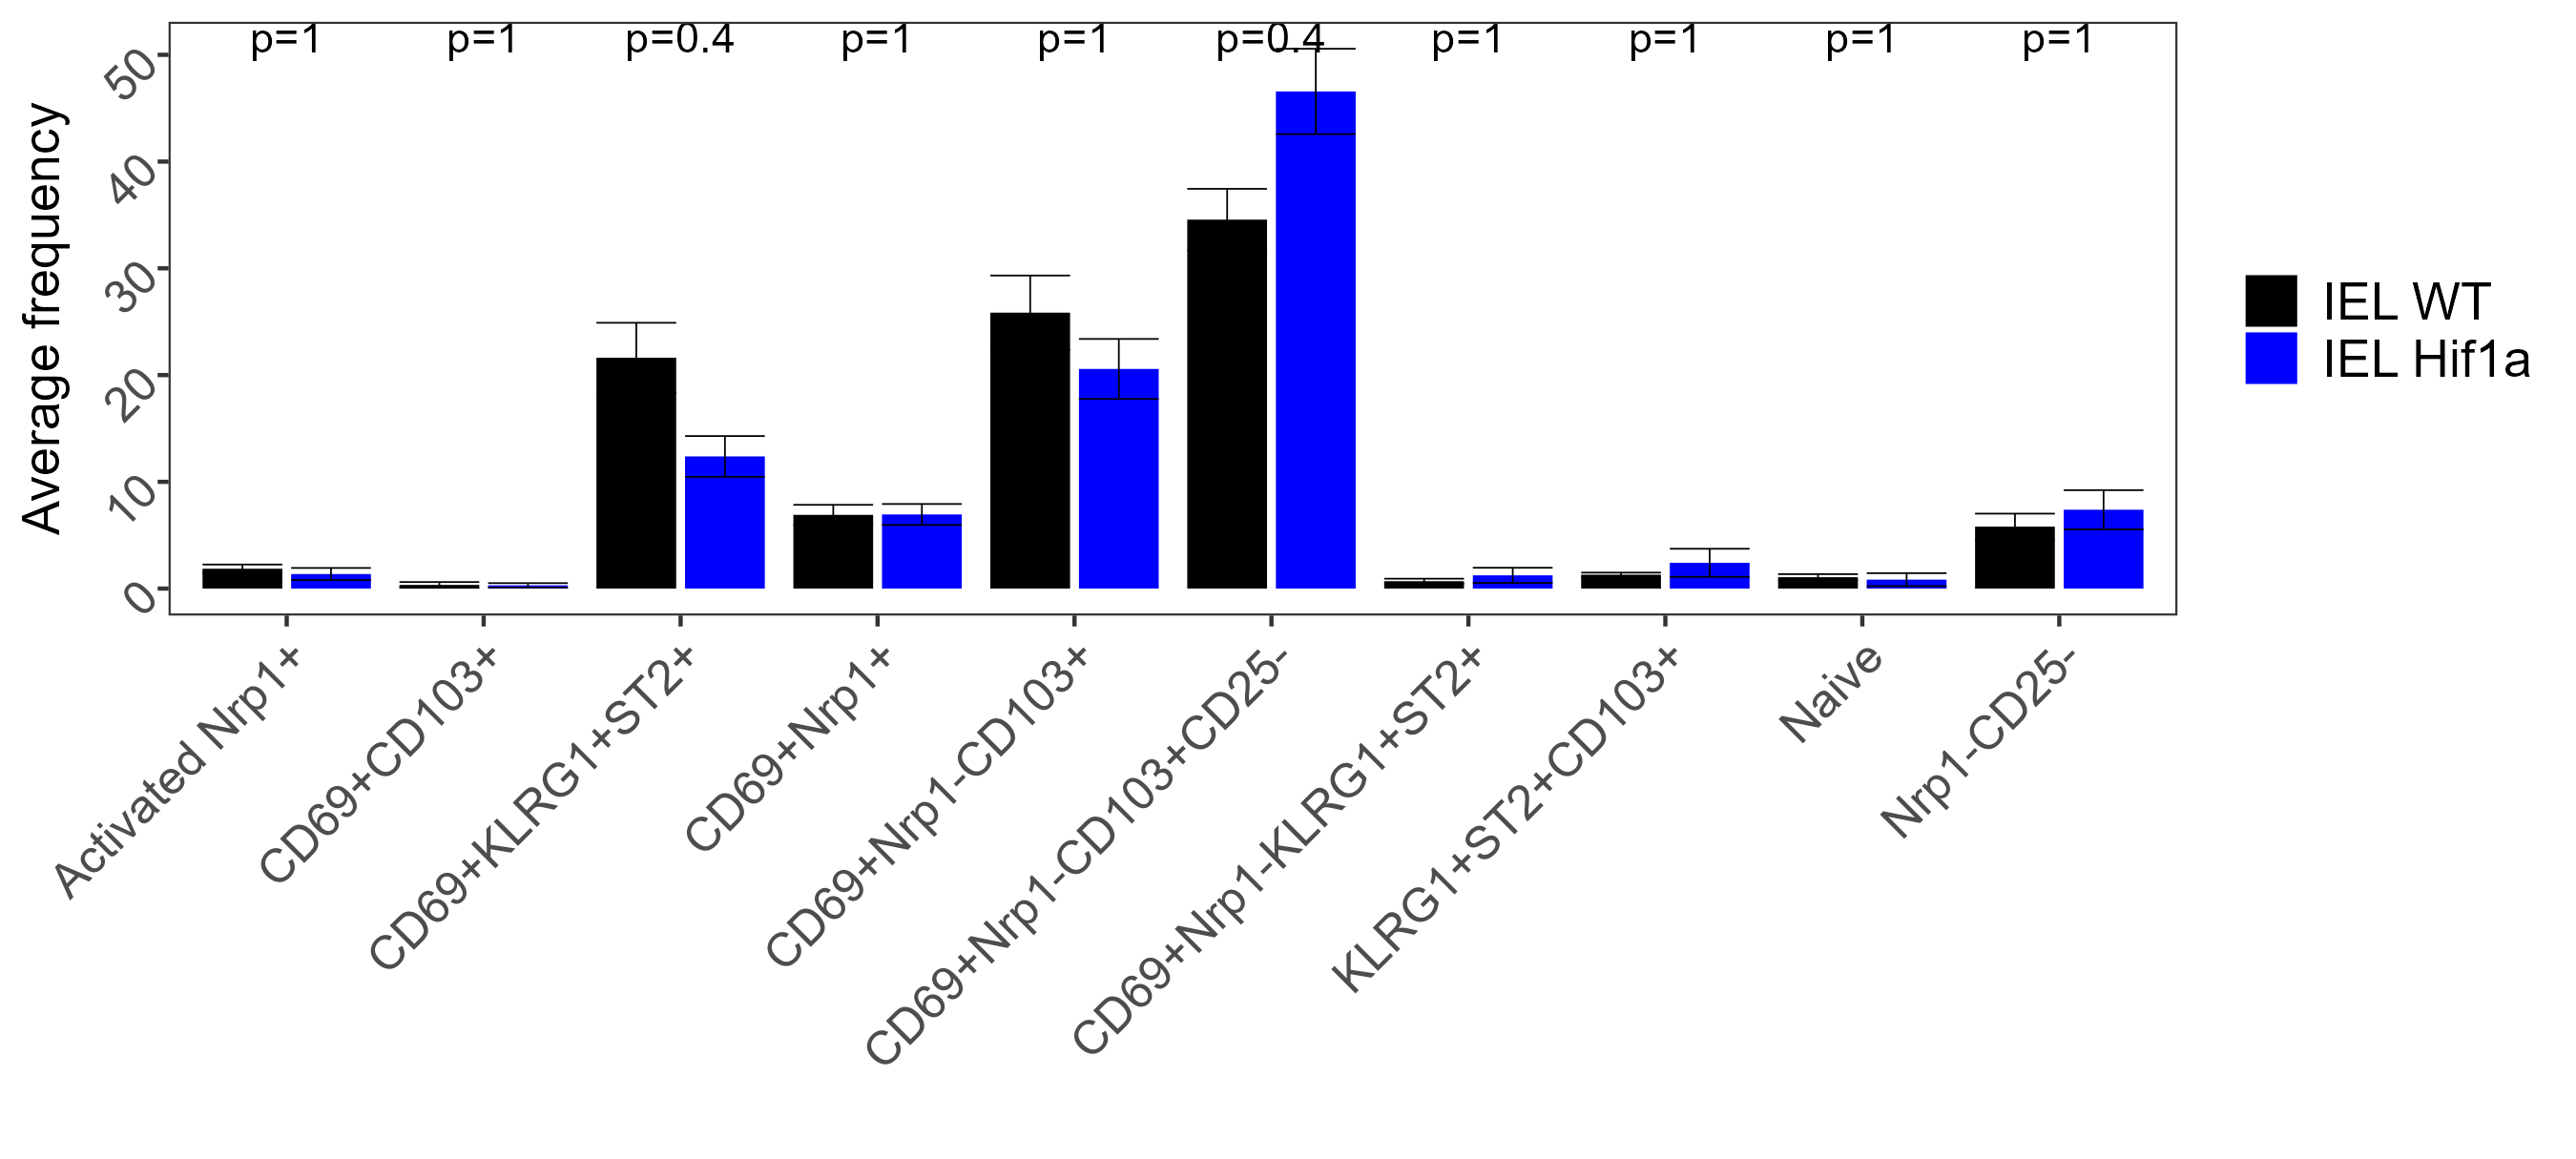 p=1
p=1
p=0.4
p=1
p=1
p=0.4
p=1
p=1
p=1
p=1
Average frequency
50
40
30
20
10
0
IEL WT
IEL Hif1a
Activated Nrp1+
CD69+CD103+
CD69+KLRG1+ST2+
CD69+Nrp1+
CD69+Nrp1-CD103+
CD69+Nrp1-CD103+CD25-
CD69+Nrp1-KLRG1+ST2+
KLRG1+ST2+CD103+
Naive
Nrp1-CD25-